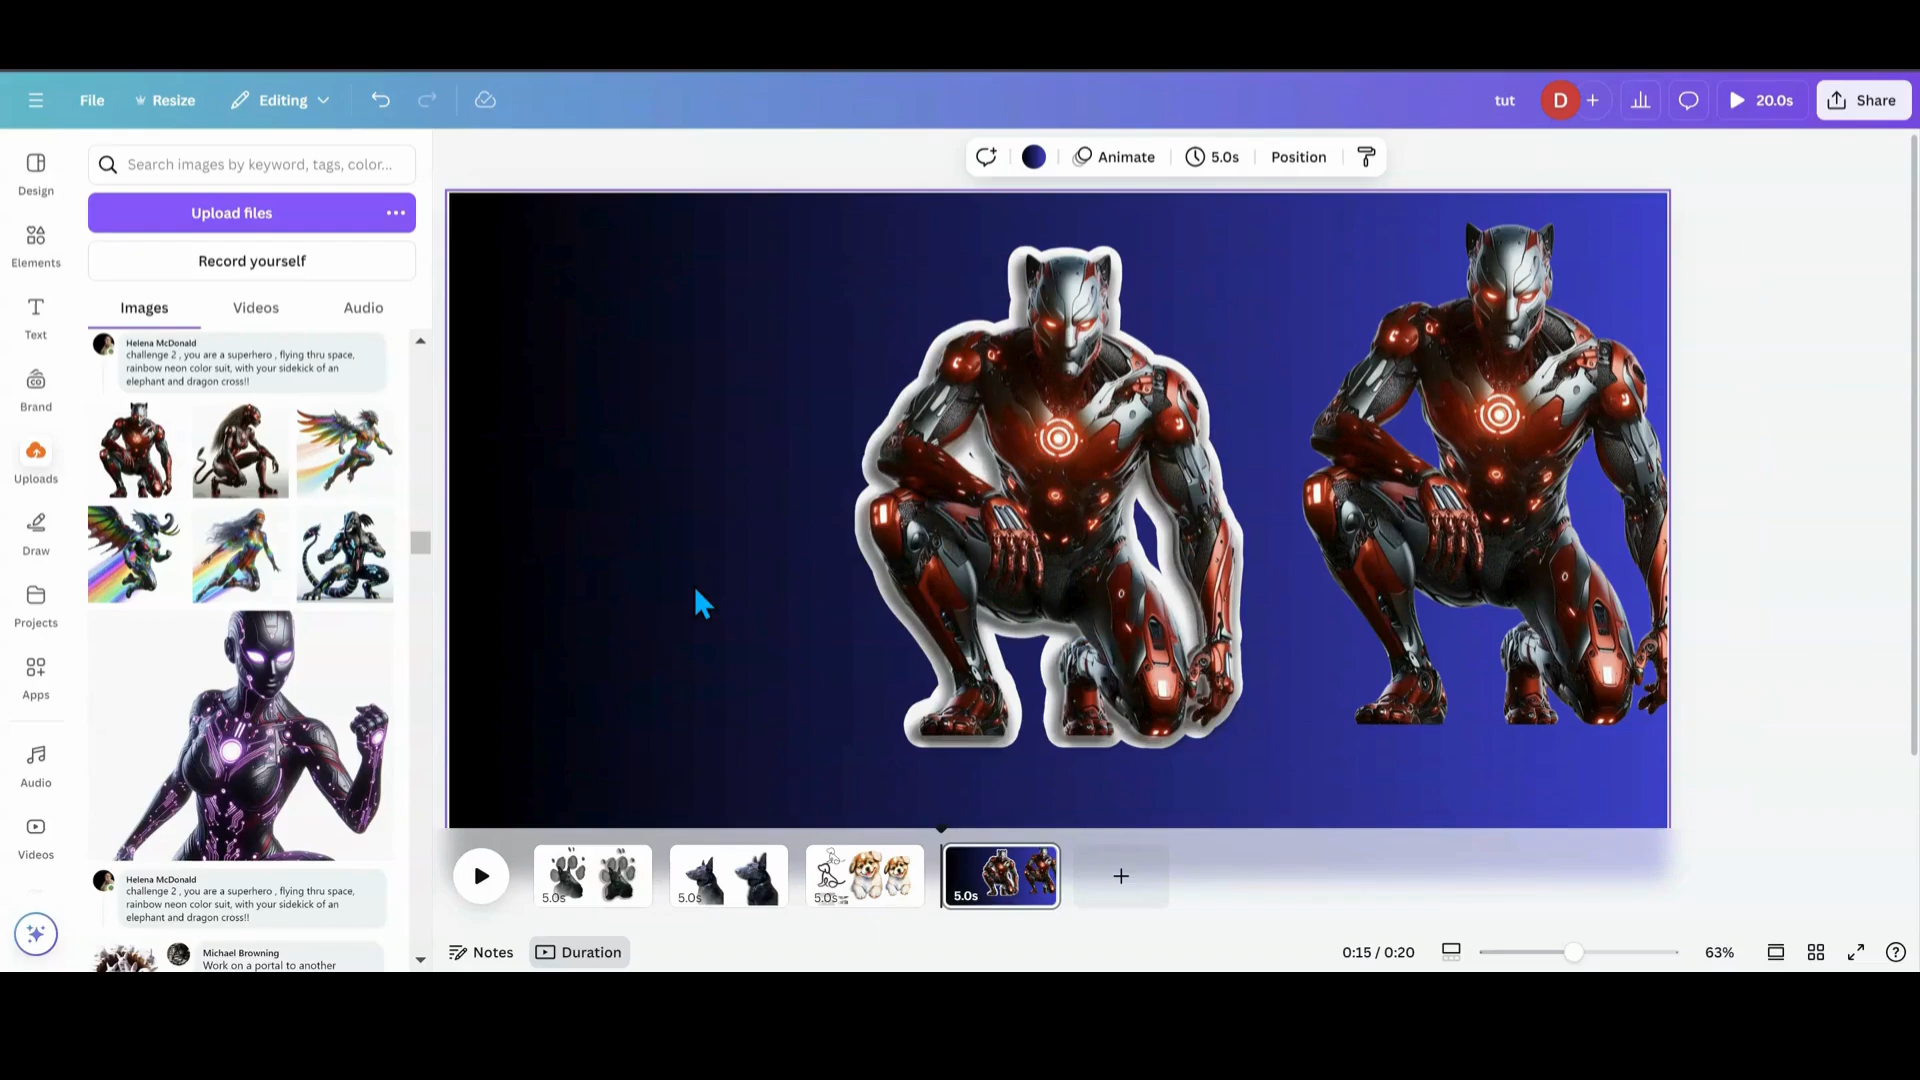 File
Resize
Editing
tut
D
20.0s
Share
Design
Elements
Text
Brand
Uploads
Draw
Projects
Apps
Audio
Videos
Search images by keyword, tags, color...
Upload files
Record yourself
Images
Videos
Audio
Helena McDonald
challenge 2 , you are a superhero , flying thru space,
rainbow neon color suit, with your sidekick of an
elephant and dragon cross!!
Helena McDonald
challenge 2 , you are a superhero , flying thru space,
rainbow neon color suit, with your sidekick of an
elephant and dragon cross!!
Michael Browning
Work on a portal to another
Animate
5.0s
Position
5.0s
5.0s
5.0s
5.0s
Notes
Duration
0:15 / 0:20
63%